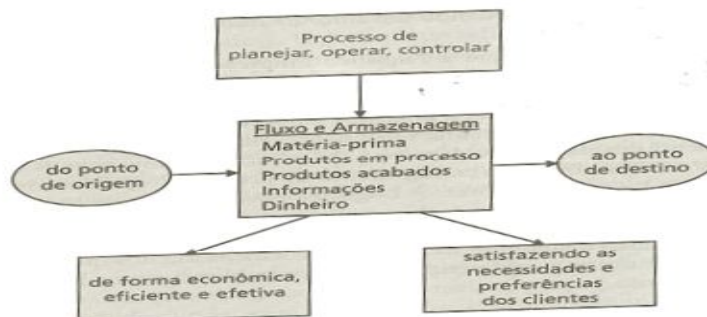 Processo de
planejar, operar, controlar
Fluxo e Armazenagem
Matéria-prima
Produtos em processo
Produtos acabados
Informações
Dinheiro
do ponto
de origem
ao ponto
de destino
de forma econômica,
eficiente e efetiva
satisfazendo as
necessidades e
preferências
dos clientes